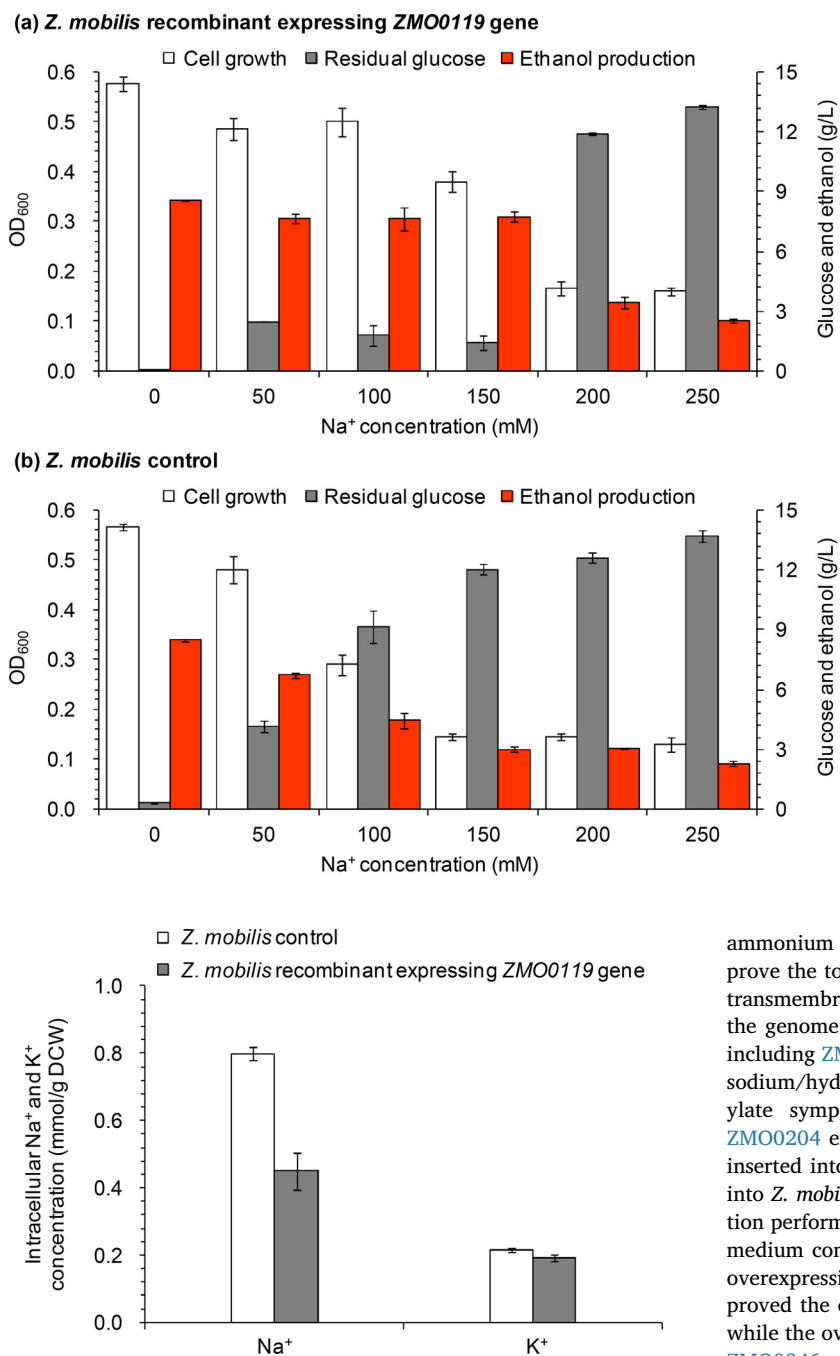 (a) Z. mobilis recombinant expressing ZMO0119 gene
Cell growth Residual glucose Ethanol production
0.6
0.5
0.4
0.3
0.2
0.1
0.0
OD600
15
12
9
6
3
0
Glucose and ethanol (g/L)
0 50 100 150 200 250
Na+ concentration (mM)
(b) Z. mobilis control
Cell growth Residual glucose Ethanol production
0.6
0.5
0.4
0.3
0.2
0.1
0.0
OD600
15
12
9
6
3
0
Glucose and ethanol (g/L)
0 50 100 150 200 250
Na+ concentration (mM)
Z. mobilis control
Z. mobilis recombinant expressing ZMO0119 gene
1.0
0.8
0.6
0.4
0.2
0.0
Intracellular Na+ and K+
concentration (mmol/g DCW)
Na+ K+
ammonium
prove the to
transmembr
the genome
including ZM
sodium/hyd
ylate symp
ZMO0204 e
inserted into
into Z. mobil
tion perform
medium con
overexpressi
proved the
while the ov